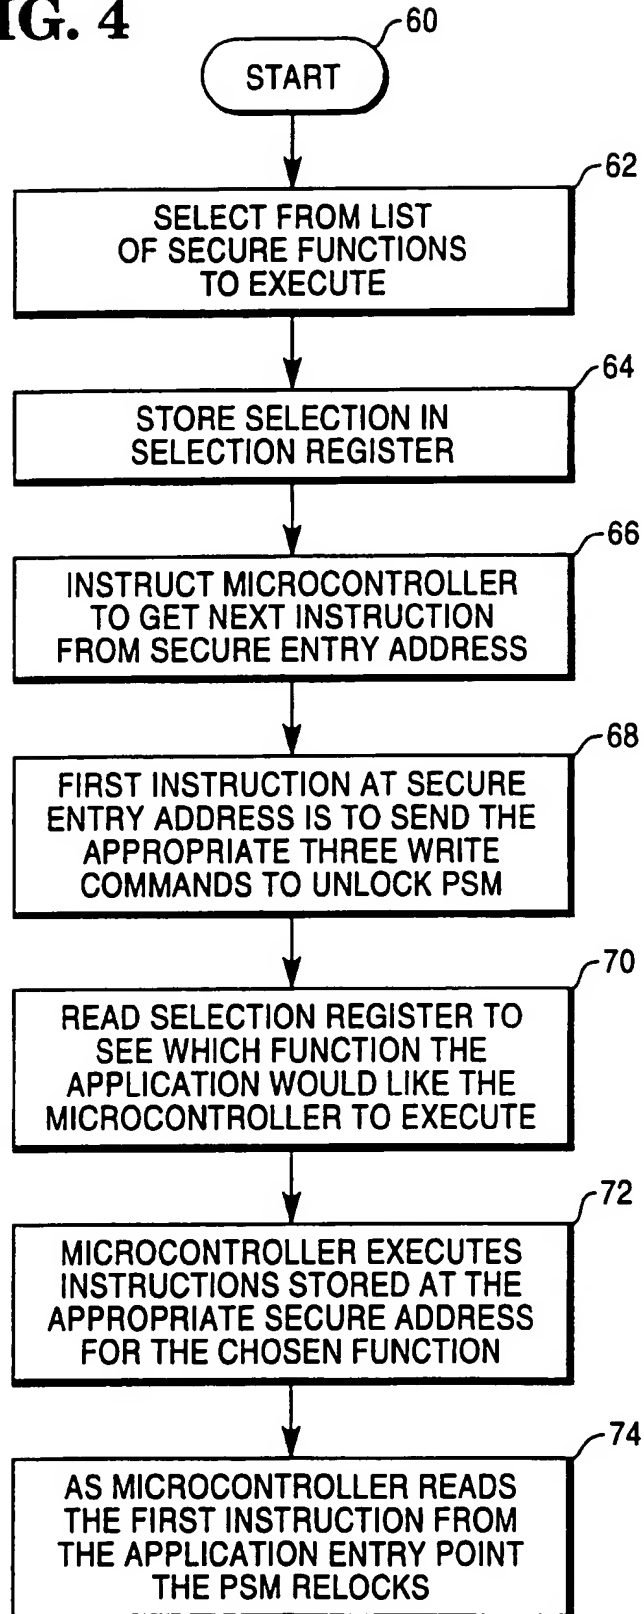 IG. 4
60
START
62
SELECT FROM LIST
OF SECURE FUNCTIONS
TO EXECUTE
64
STORE SELECTION IN
SELECTION REGISTER
66
INSTRUCT MICROCONTROLLER
TO GET NEXT INSTRUCTION
FROM SECURE ENTRY ADDRESS
68
FIRST INSTRUCTION AT SECURE
ENTRY ADDRESS IS TO SEND THE
APPROPRIATE THREE WRITE
COMMANDS TO UNLOCK PSM
70
READ SELECTION REGISTER TO
SEE WHICH FUNCTION THE
APPLICATION WOULD LIKE THE
MICROCONTROLLER TO EXECUTE
72
MICROCONTROLLER EXECUTES
INSTRUCTIONS STORED AT THE
APPROPRIATE SECURE ADDRESS
FOR THE CHOSEN FUNCTION
74
AS MICROCONTROLLER READS
THE FIRST INSTRUCTION FROM
THE APPLICATION ENTRY POINT
THE PSM RELOCKS